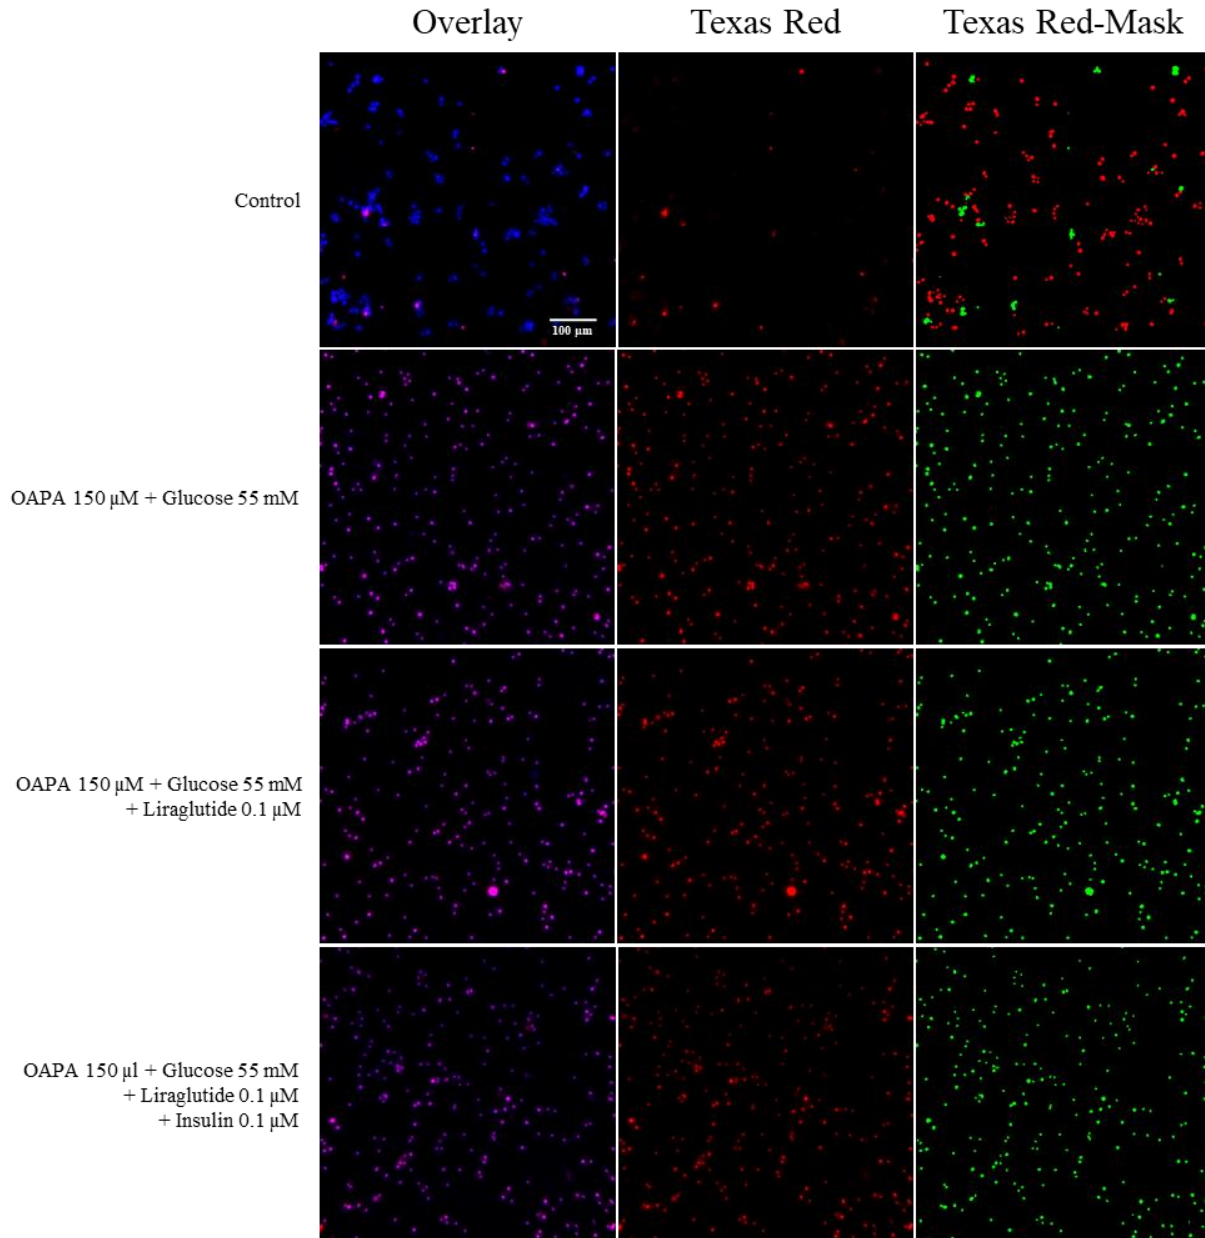 Overlay Texas Red Texas Red-Mask
Control
100 µm
OAPA 150 µM + Glucose 55 mM
OAPA 150 µM + Glucose 55 mM
+ Liraglutide 0.1 µM
OAPA 150 µl + Glucose 55 mM
+ Liraglutide 0.1 µM
+ Insulin 0.1 µM